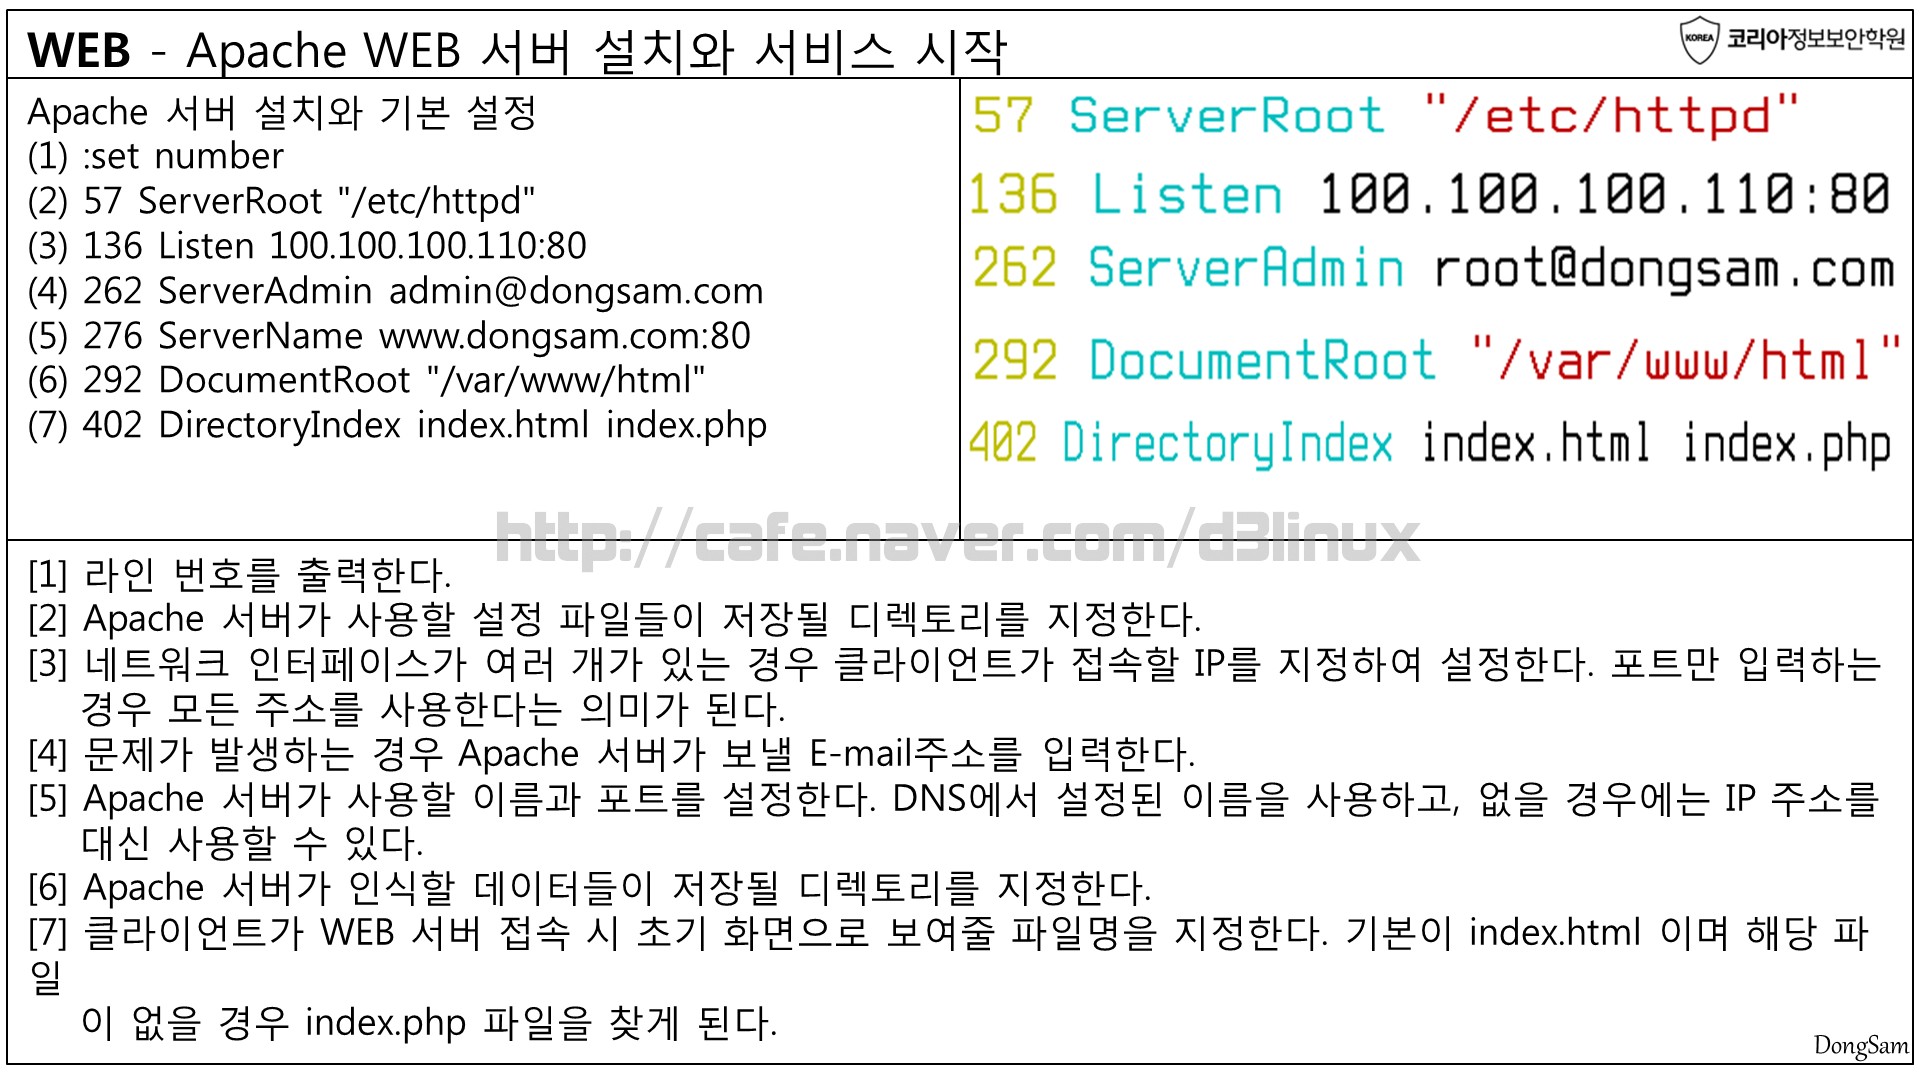 WEB - Apache WEB 서버 설치와 서비스 시작
KOREA 코리아정보보안학원
Apache 서버 설치와 기본 설정
(1) :set number
(2) 57 ServerRoot "/etc/httpd"
(3) 136 Listen 100.100.100.110:80
(4) 262 ServerAdmin admin@dongsam.com
(5) 276 ServerName www.dongsam.com:80
(6) 292 DocumentRoot "/var/www/html"
(7) 402 DirectoryIndex index.html index.php
57 ServerRoot "/etc/httpd"
136 Listen 100.100.100.110:80
262 ServerAdmin root@dongsam.com
292 DocumentRoot "/var/www/html"
402 DirectoryIndex index.html index.php
http://cafe.naver.com/d3linux
[1] 라인 번호를 출력한다.
[2] Apache 서버가 사용할 설정 파일들이 저장될 디렉토리를 지정한다.
[3] 네트워크 인터페이스가 여러 개가 있는 경우 클라이언트가 접속할 IP를 지정하여 설정한다. 포트만 입력하는
경우 모든 주소를 사용한다는 의미가 된다.
[4] 문제가 발생하는 경우 Apache 서버가 보낼 E-mail주소를 입력한다.
[5] Apache 서버가 사용할 이름과 포트를 설정한다. DNS에서 설정된 이름을 사용하고, 없을 경우에는 IP 주소를
대신 사용할 수 있다.
[6] Apache 서버가 인식할 데이터들이 저장될 디렉토리를 지정한다.
[7] 클라이언트가 WEB 서버 접속 시 초기 화면으로 보여줄 파일명을 지정한다. 기본이 index.html 이며 해당 파
일
이 없을 경우 index.php 파일을 찾게 된다.
DongSam